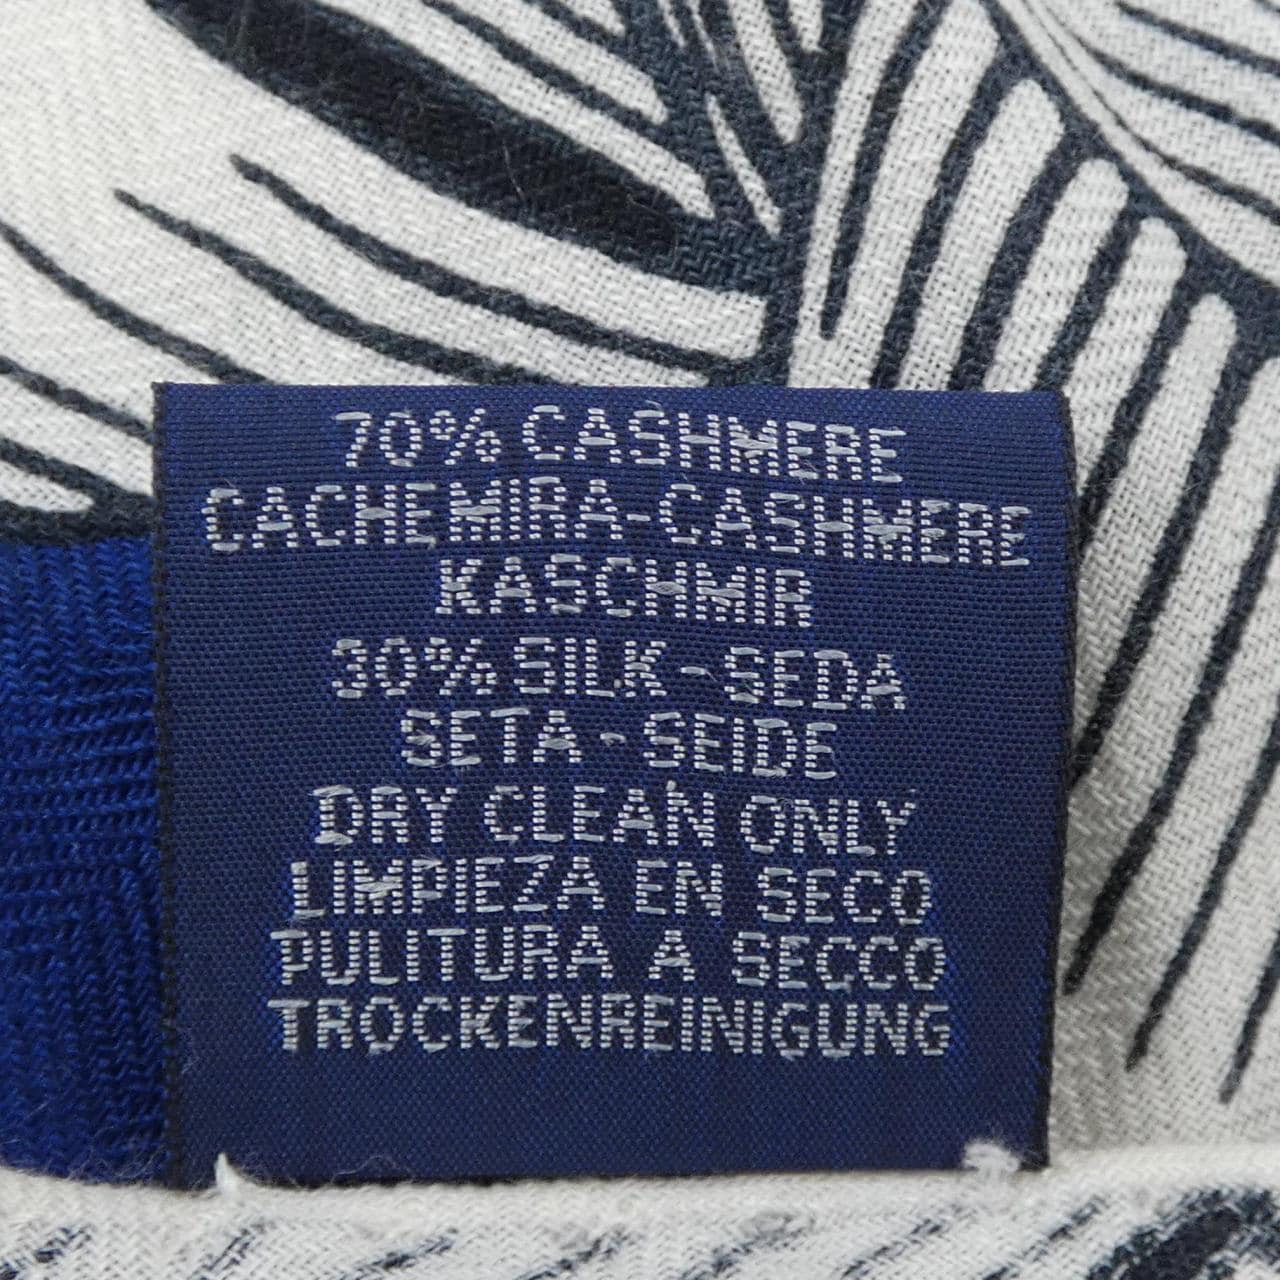 70% CASHMERE
CACHEMIRA-CASHMERE
KASCHMIR
30% SILK-SEDA
SETA-SEIDE
DRY CLEAN ONLY
LIMPIEZA EN SECO
PULITURA A SECCO
TROCKENREINIGUNG